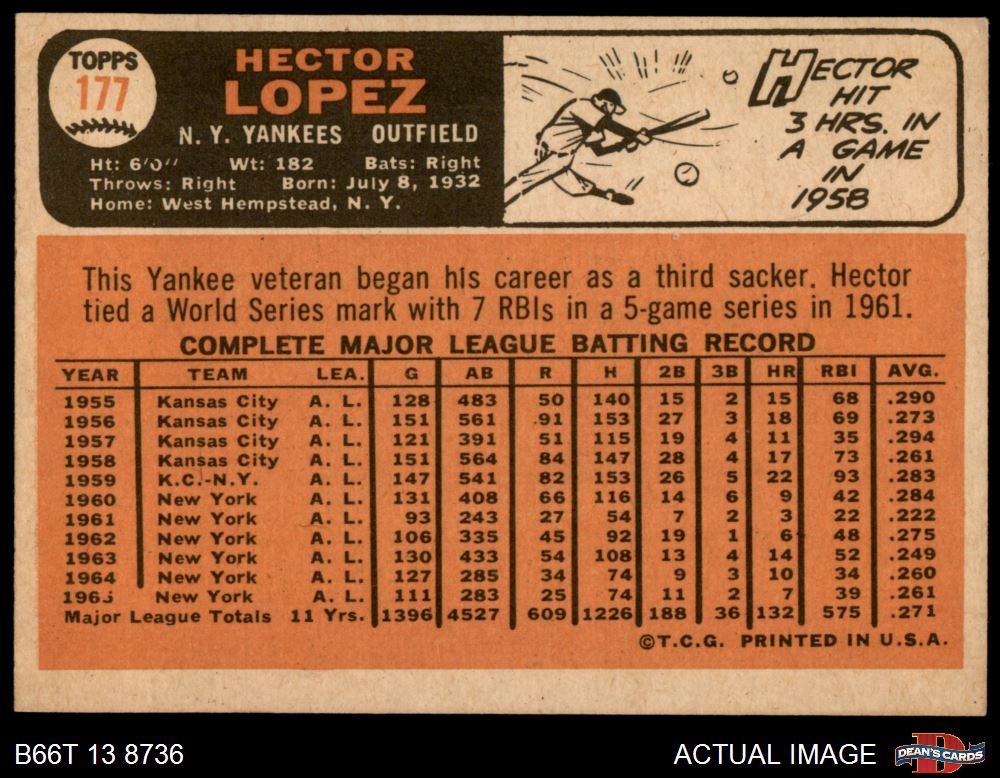 TOPPS
177
HECTOR
LOPEZ
N. Y. YANKEES OUTFIELD
Ht: 6'0" Wt: 182 Bats: Right
Throws: Right Born: July 8, 1932
Home: West Hempstead, N. Y.
HECTOR
HIT
3 HRS. IN
A GAME
IN
1958
This Yankee veteran began his career as a third sacker. Hector
tied a World Series mark with 7 RBIs in a 5-game series in 1961.
COMPLETE MAJOR LEAGUE BATTING RECORD
YEAR TEAM LEA. G AB R H 2B 3B HR RBI AVG.
1955 Kansas City A. L. 128 483 50 140 15 2 15 68 .290
1956 Kansas City A. L. 151 561 91 153 27 3 18 69 .273
1957 Kansas City A. L. 121 391 51 115 19 4 11 35 .294
1958 Kansas City A. L. 151 564 84 147 28 4 17 73 .261
1959 K.C.-N.Y. A. L. 147 541 82 153 26 5 22 93 .283
1960 New York A. L. 131 408 66 116 14 6 9 42 .284
1961 New York A. L. 93 243 27 54 7 2 3 22 .222
1962 New York A. L. 106 335 45 92 19 1 6 48 .275
1963 New York A. L. 130 433 54 108 13 4 14 52 .249
1964 New York A. L. 127 285 34 74 9 3 10 34 .260
1965 New York A. L. 111 283 25 74 11 2 7 39 .261
Major League Totals 11 Yrs. 1396 4527 609 1226 188 36 132 575 .271
©T.C.G. PRINTED IN U.S.A.
B66T 13 8736 ACTUAL IMAGE DEAN'S CARDS